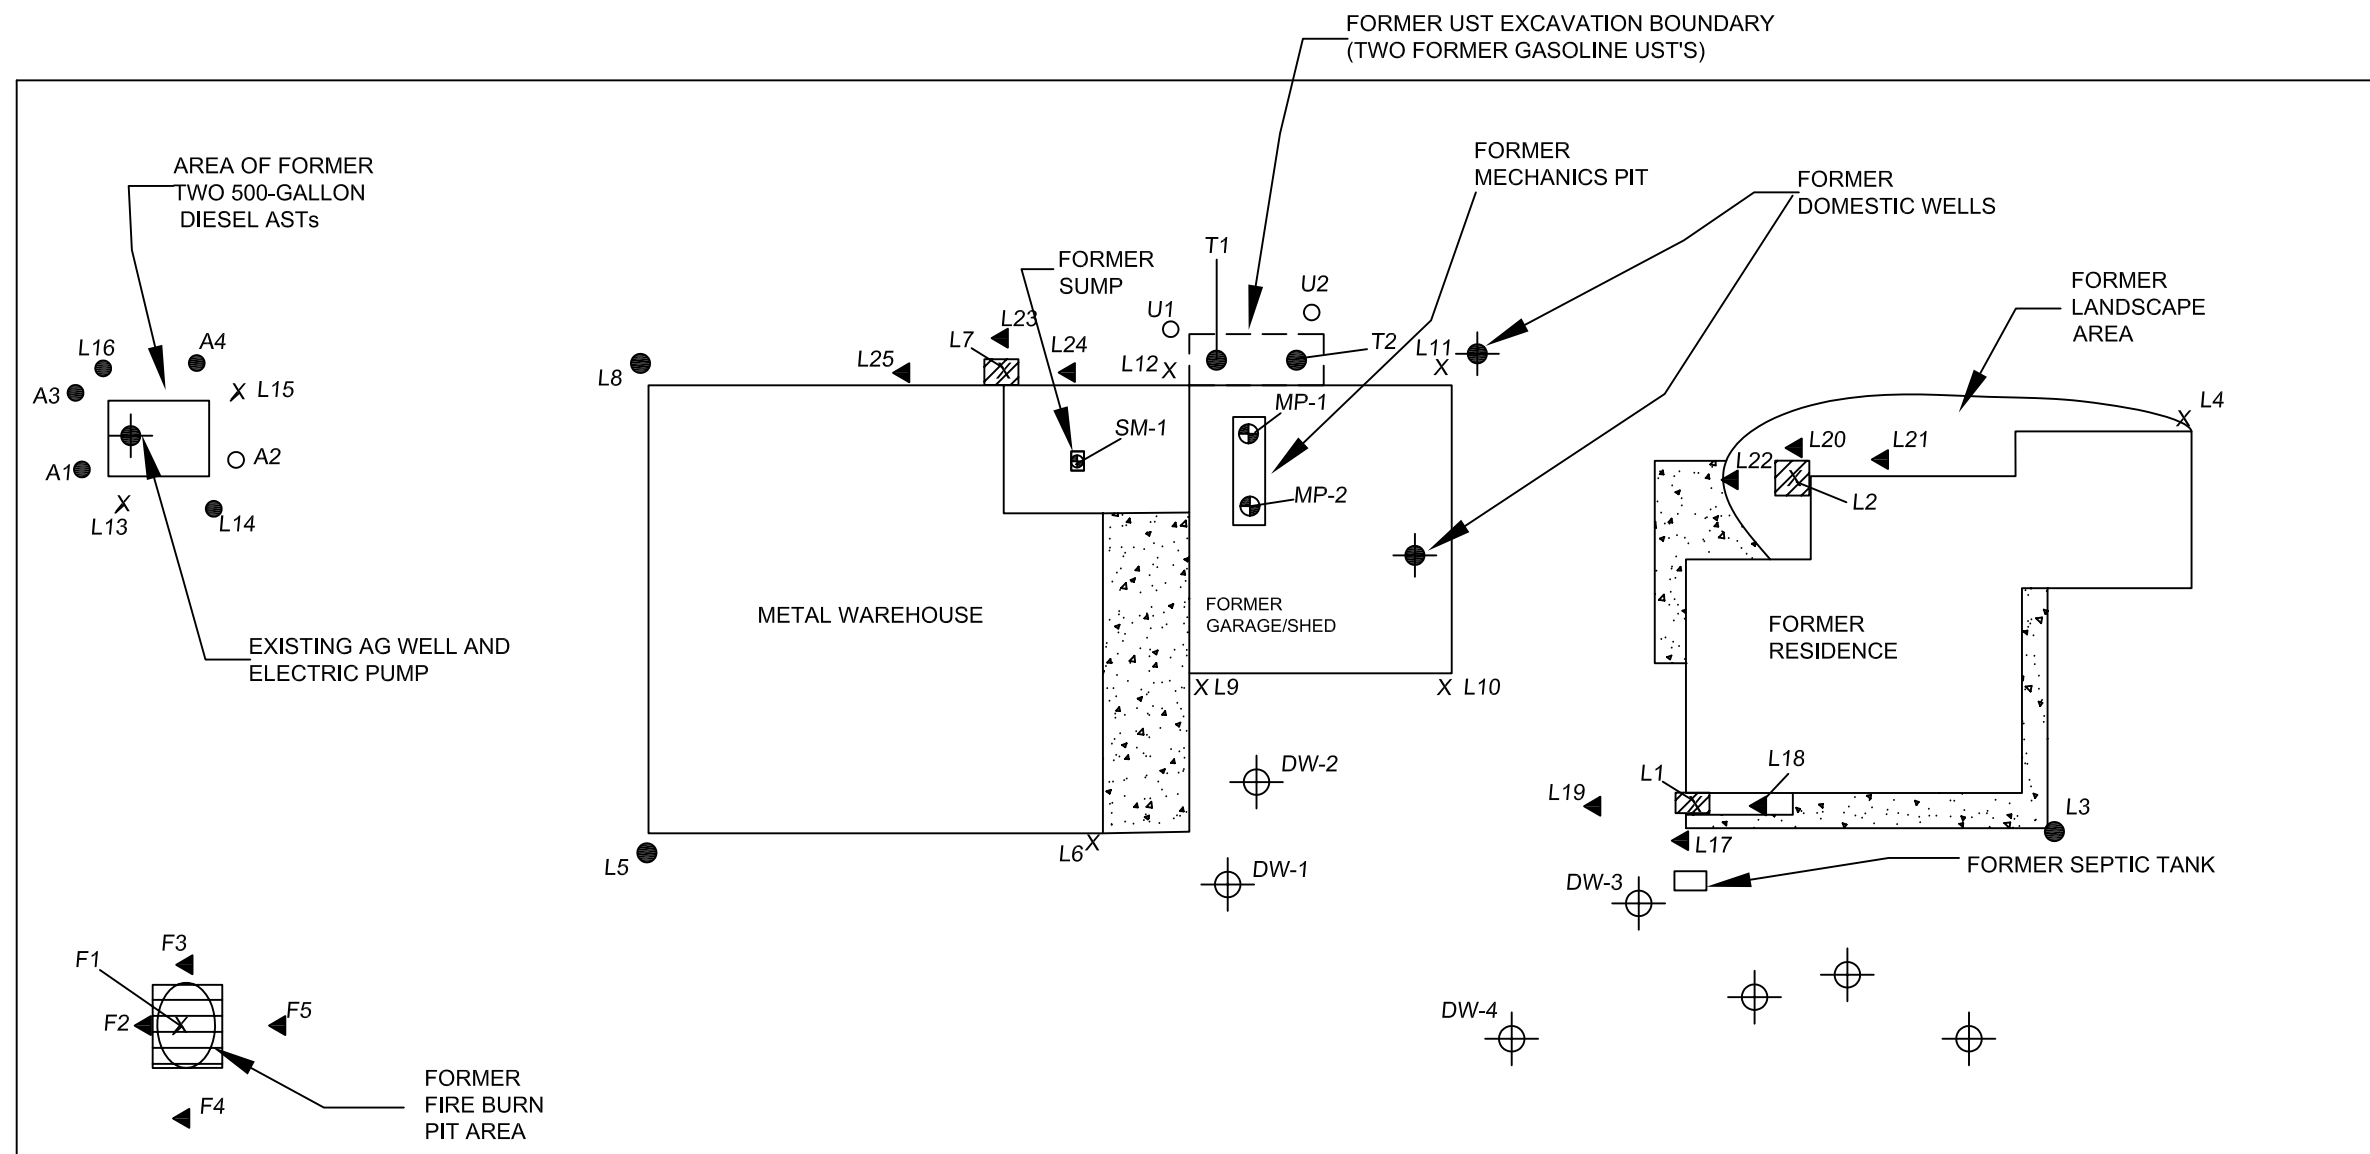 FORMER UST EXCAVATION BOUNDARY
(TWO FORMER GASOLINE UST'S)
AREA OF FORMER
TWO 500-GALLON
DIESEL ASTs
FORMER
MECHANICS PIT
FORMER
DOMESTIC WELLS
FORMER
SUMP
FORMER
LANDSCAPE
AREA
T1
U1
U2
T2
L11
L12
L23
L7
L24
L25
L8
L16
A4
A3
X L15
A1
A2
X
L13
L14
X
X
X
MP-1
SM-1
MP-2
X
L4
L20
L21
L22
X
L2
EXISTING AG WELL AND
ELECTRIC PUMP
METAL WAREHOUSE
FORMER
GARAGE/SHED
FORMER
RESIDENCE
X L9
X L10
DW-2
L19
L1
X
L18
L3
L17
L5
L6 X
DW-1
DW-3
FORMER SEPTIC TANK
DW-4
F3
F1
F2
X
F5
F4
FORMER
FIRE BURN
PIT AREA